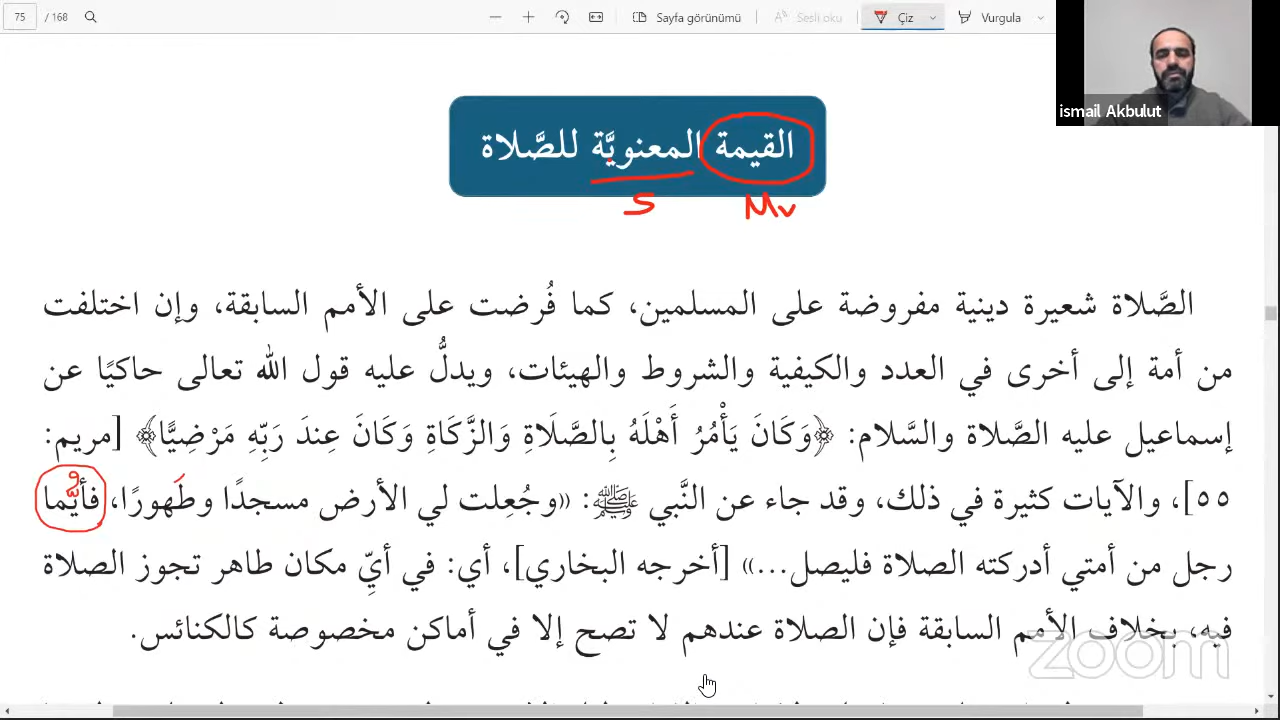 75 / 168
Sayfa görünümü
Sesli oku
Çiz
Vurgula
ismail Akbulut
القيمة المعنويَّة للصَّلاة
S Mv
الصَّلاة شعيرة دينية مفروضة على المسلمين، كما فُرضت على الأمم السابقة، وإن اختلفت
من أمة إلى أخرى في العدد والكيفية والشروط والهيئات، ويدلُّ عليه قول الله تعالى حاكيًا عن
إسماعيل عليه الصَّلاة والسَّلام: ﴿وَكَانَ يَأْمُرُ أَهْلَهُ بِالصَّلَاةِ وَالزَّكَاةِ وَكَانَ عِندَ رَبِّهِ مَرْضِيًّا﴾ [مريم:
٥٥]، والآيات كثيرة في ذلك، وقد جاء عن النَّبي ﷺ: «وجُعِلت لي الأرض مسجدًا وطَهورًا، فأيُّما
رجل من أمتي أدركته الصلاة فليصل...» [أخرجه البخاري]، أي: في أيِّ مكان طاهر تجوز الصلاة
فيه، بخلاف الأمم السابقة فإن الصلاة عندهم لا تصح إلا في أماكن مخصوصة كالكنائس.
zoom